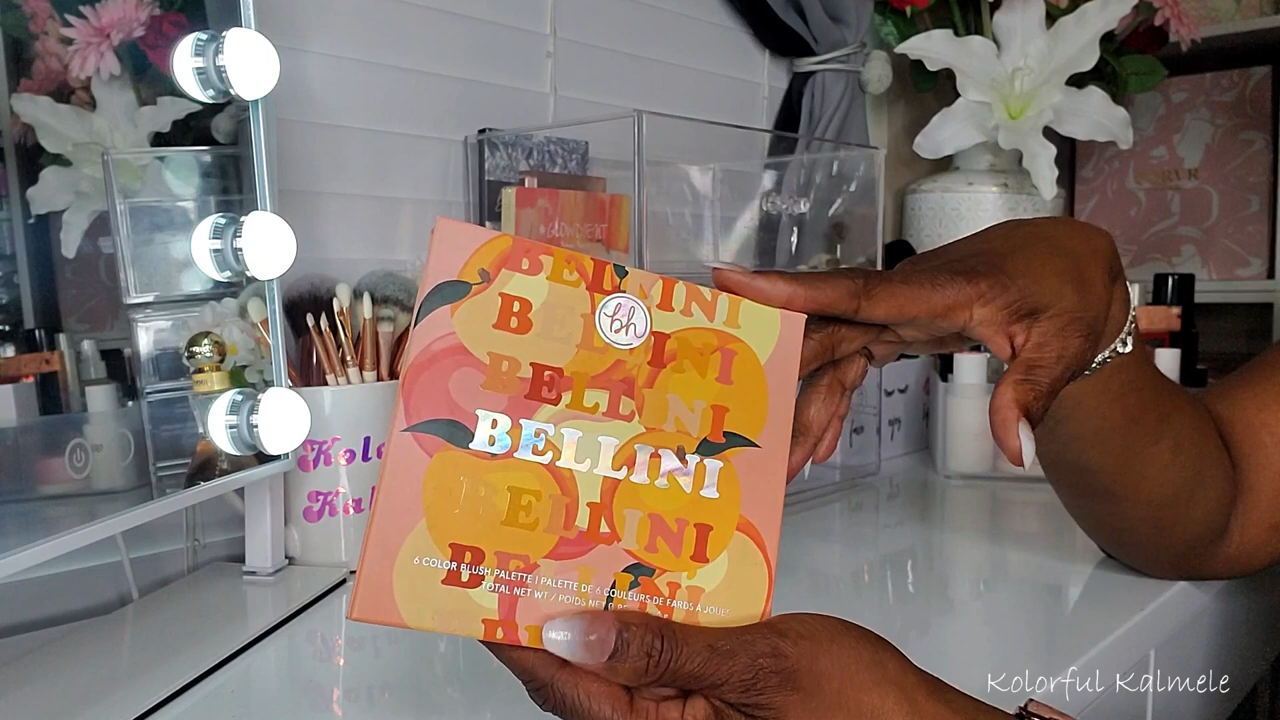 BELLINI
BELLINI
bh
BELLINI
BELLINI
BELLINI
BELLINI
6 COLOR BLUSH PALETTE | PALETTE DE 6 COULEURS DE FARDS À JOUES
TOTAL NET WT / POIDS NET
Kolorful Kalmele